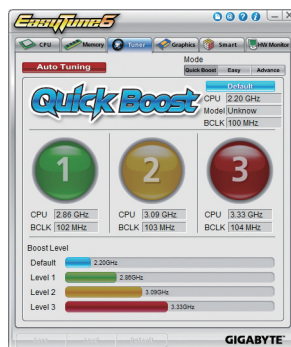 EasyTune6
CPU Memory Tuner Graphics Smart HW Monitor
Mode
Auto Tuning Quick Boost Easy Advance
Quick Boost
Default
CPU 2.20 GHz
Model Unknow
BCLK 100 MHz
1 2 3
CPU 2.86 GHz CPU 3.09 GHz CPU 3.33 GHz
BCLK 102 MHz BCLK 103 MHz BCLK 104 MHz
Boost Level
Default 2.20GHz
Level 1 2.86GHz
Level 2 3.09GHz
Level 3 3.33GHz
GIGABYTE